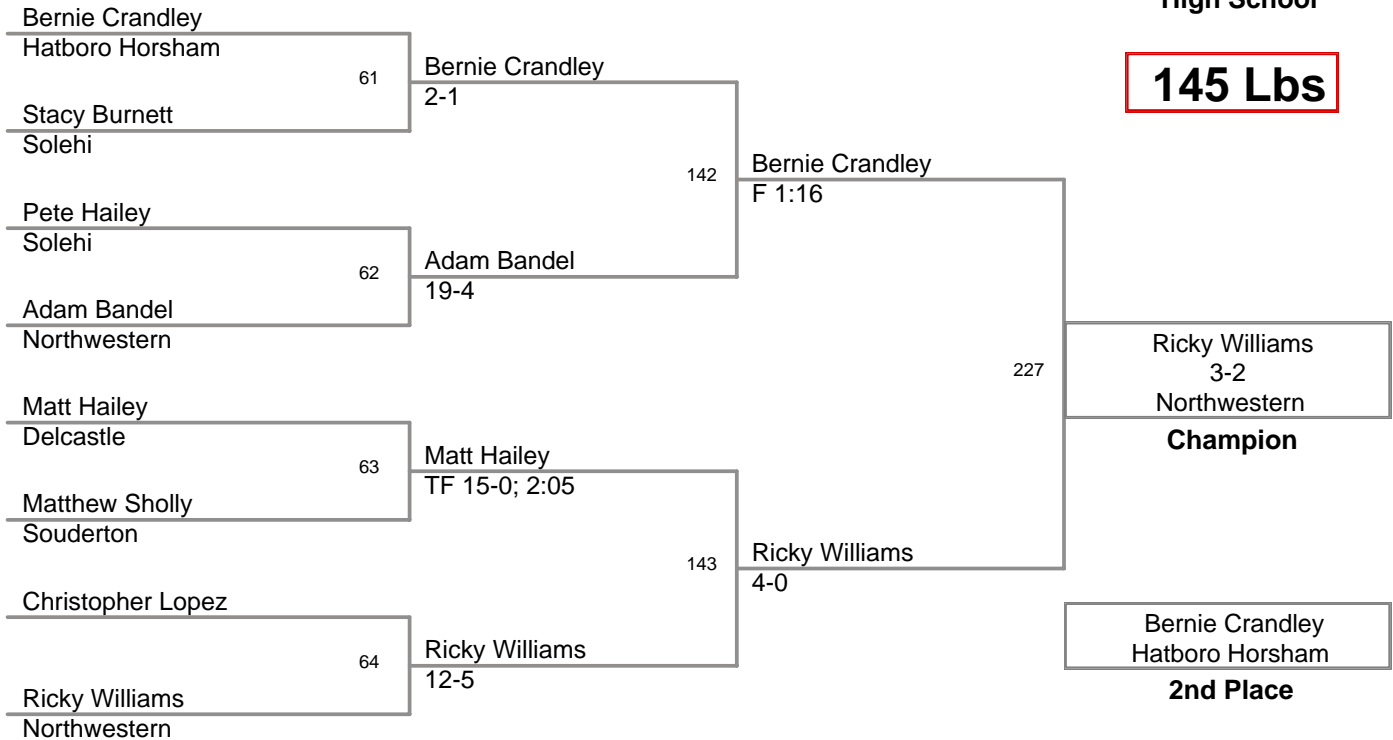 High School
145 Lbs
Bernie Crandley
Hatboro Horsham
61
Stacy Burnett
Solehi
Bernie Crandley
2-1
Pete Hailey
Solehi
62
Adam Bandel
Northwestern
Adam Bandel
19-4
142
Bernie Crandley
F 1:16
Matt Hailey
Delcastle
63
Matthew Sholly
Souderton
Matt Hailey
TF 15-0; 2:05
Christopher Lopez
64
Ricky Williams
Northwestern
Ricky Williams
12-5
143
Ricky Williams
4-0
227
Ricky Williams
3-2
Northwestern
Champion
Bernie Crandley
Hatboro Horsham
2nd Place